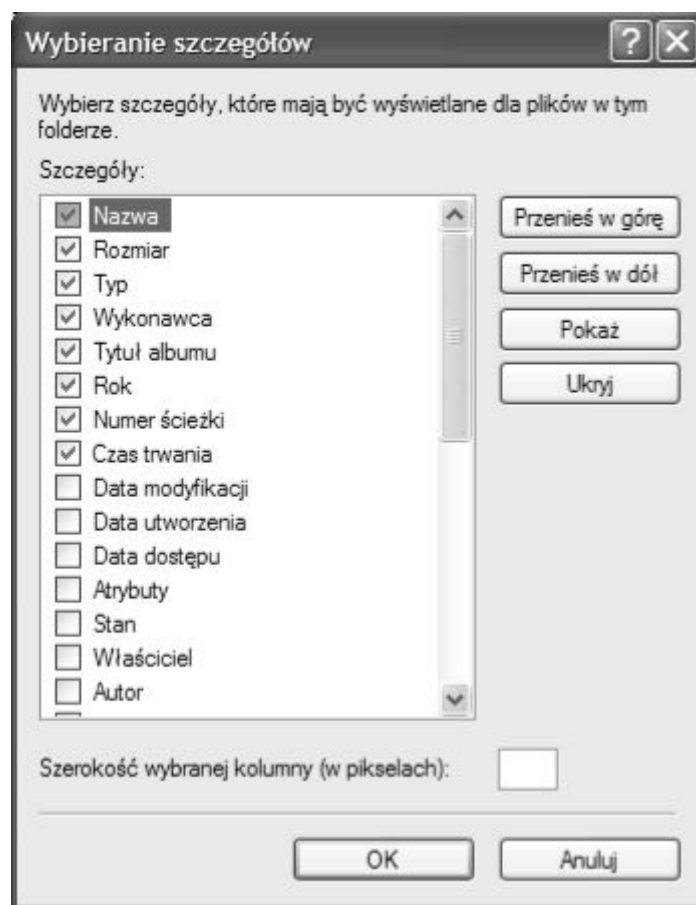 Wybieranie szczegółów
Wybierz szczegóły, które mają być wyświetlane dla plików w tym
folderze.
Szczegóły:
Nazwa
Rozmiar
Typ
Wykonawca
Tytuł albumu
Rok
Numer ścieżki
Czas trwania
Data modyfikacji
Data utworzenia
Data dostępu
Atrybuty
Stan
Właściciel
Autor
Przenieś w górę
Przenieś w dół
Pokaż
Ukryj
Szerokość wybranej kolumny (w pikselach):
OK
Anuluj